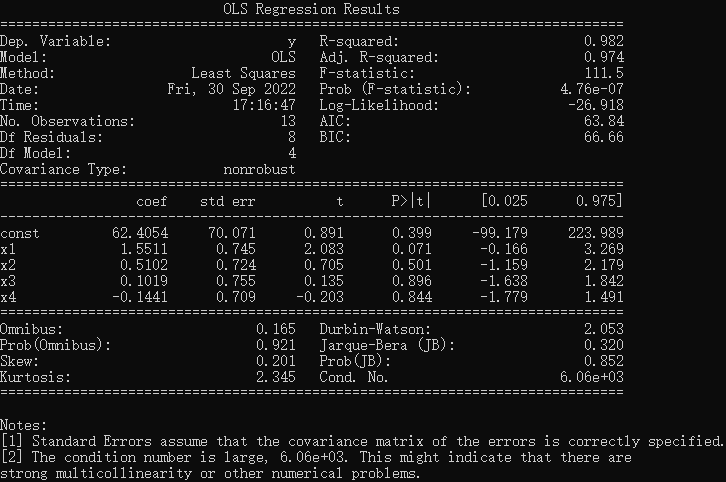 OLS Regression Results
==============================================================================
Dep. Variable: y R-squared: 0.982
Model: OLS Adj. R-squared: 0.974
Method: Least Squares F-statistic: 111.5
Date: Fri, 30 Sep 2022 Prob (F-statistic): 4.76e-07
Time: 17:16:47 Log-Likelihood: -26.918
No. Observations: 13 AIC: 63.84
Df Residuals: 8 BIC: 66.66
Df Model: 4
Covariance Type: nonrobust
==============================================================================
coef std err t P>|t| [0.025 0.975]
------------------------------------------------------------------------------
const 62.4054 70.071 0.891 0.399 -99.179 223.989
x1 1.5511 0.745 2.083 0.071 -0.166 3.269
x2 0.5102 0.724 0.705 0.501 -1.159 2.179
x3 0.1019 0.755 0.135 0.896 -1.638 1.842
x4 -0.1441 0.709 -0.203 0.844 -1.779 1.491
==============================================================================
Omnibus: 0.165 Durbin-Watson: 2.053
Prob(Omnibus): 0.921 Jarque-Bera (JB): 0.320
Skew: 0.201 Prob(JB): 0.852
Kurtosis: 2.345 Cond. No. 6.06e+03
==============================================================================
Notes:
[1] Standard Errors assume that the covariance matrix of the errors is correctly specified.
[2] The condition number is large, 6.06e+03. This might indicate that there are
strong multicollinearity or other numerical problems.